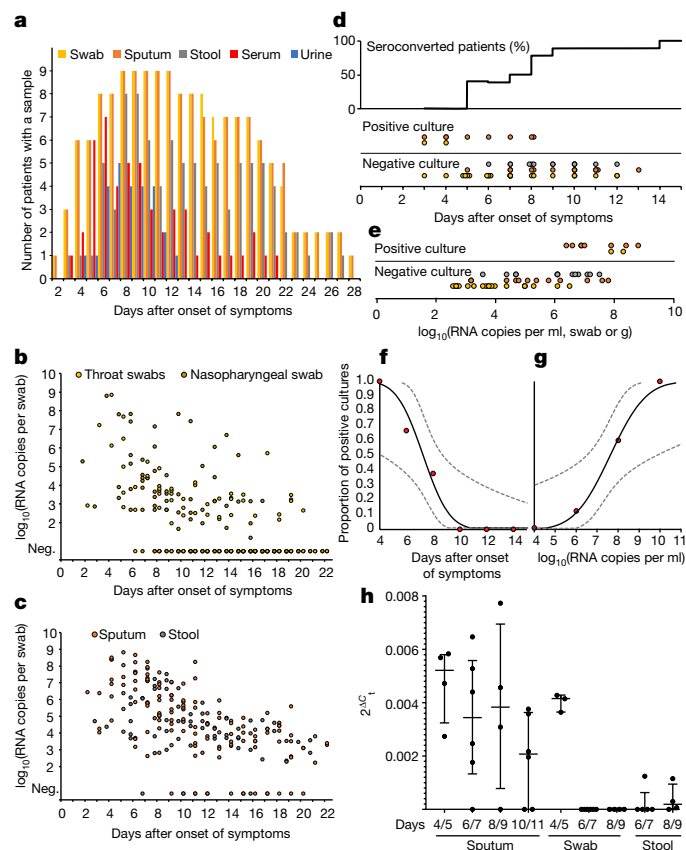 a
Swab Sputum Stool Serum Urine
Number of patients with a sample
9
8
7
6
5
4
3
2
1
0
2 4 6 8 10 12 14 16 18 20 22 24 26 28
Days after onset of symptoms
b
Throat swabs Nasopharyngeal swab
log10(RNA copies per swab)
10
9
8
7
6
5
4
3
2
Neg.
0 2 4 6 8 10 12 14 16 18 20 22
Days after onset of symptoms
c
Sputum Stool
log10(RNA copies per swab)
10
9
8
7
6
5
4
3
2
Neg.
0 2 4 6 8 10 12 14 16 18 20 22
Days after onset of symptoms
d
Seroconverted patients (%)
100
50
0
Positive culture
Negative culture
0 5 10 15
Days after onset of symptoms
e
Positive culture
Negative culture
0 2 4 6 8 10
log10(RNA copies per ml, swab or g)
f
Proportion of positive cultures
1.0
0.9
0.8
0.7
0.6
0.5
0.4
0.3
0.2
0.1
0
4 6 8 10 12 14
Days after onset
of symptoms
g
4 5 6 7 8 9 10 11
log10(RNA copies per ml)
h
2ΔCt
0.008
0.006
0.004
0.002
0
Days 4/5 6/7 8/9 10/11 4/5 6/7 8/9 6/7 8/9
Sputum Swab Stool